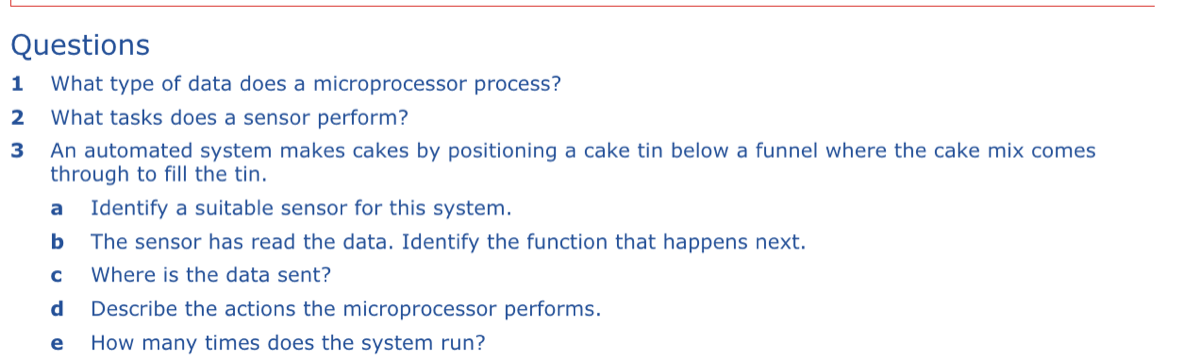 Questions
1 What type of data does a microprocessor process?
2 What tasks does a sensor perform?
3 An automated system makes cakes by positioning a cake tin below a funnel where the cake mix comes
through to fill the tin.
a Identify a suitable sensor for this system.
b The sensor has read the data. Identify the function that happens next.
c Where is the data sent?
d Describe the actions the microprocessor performs.
e How many times does the system run?